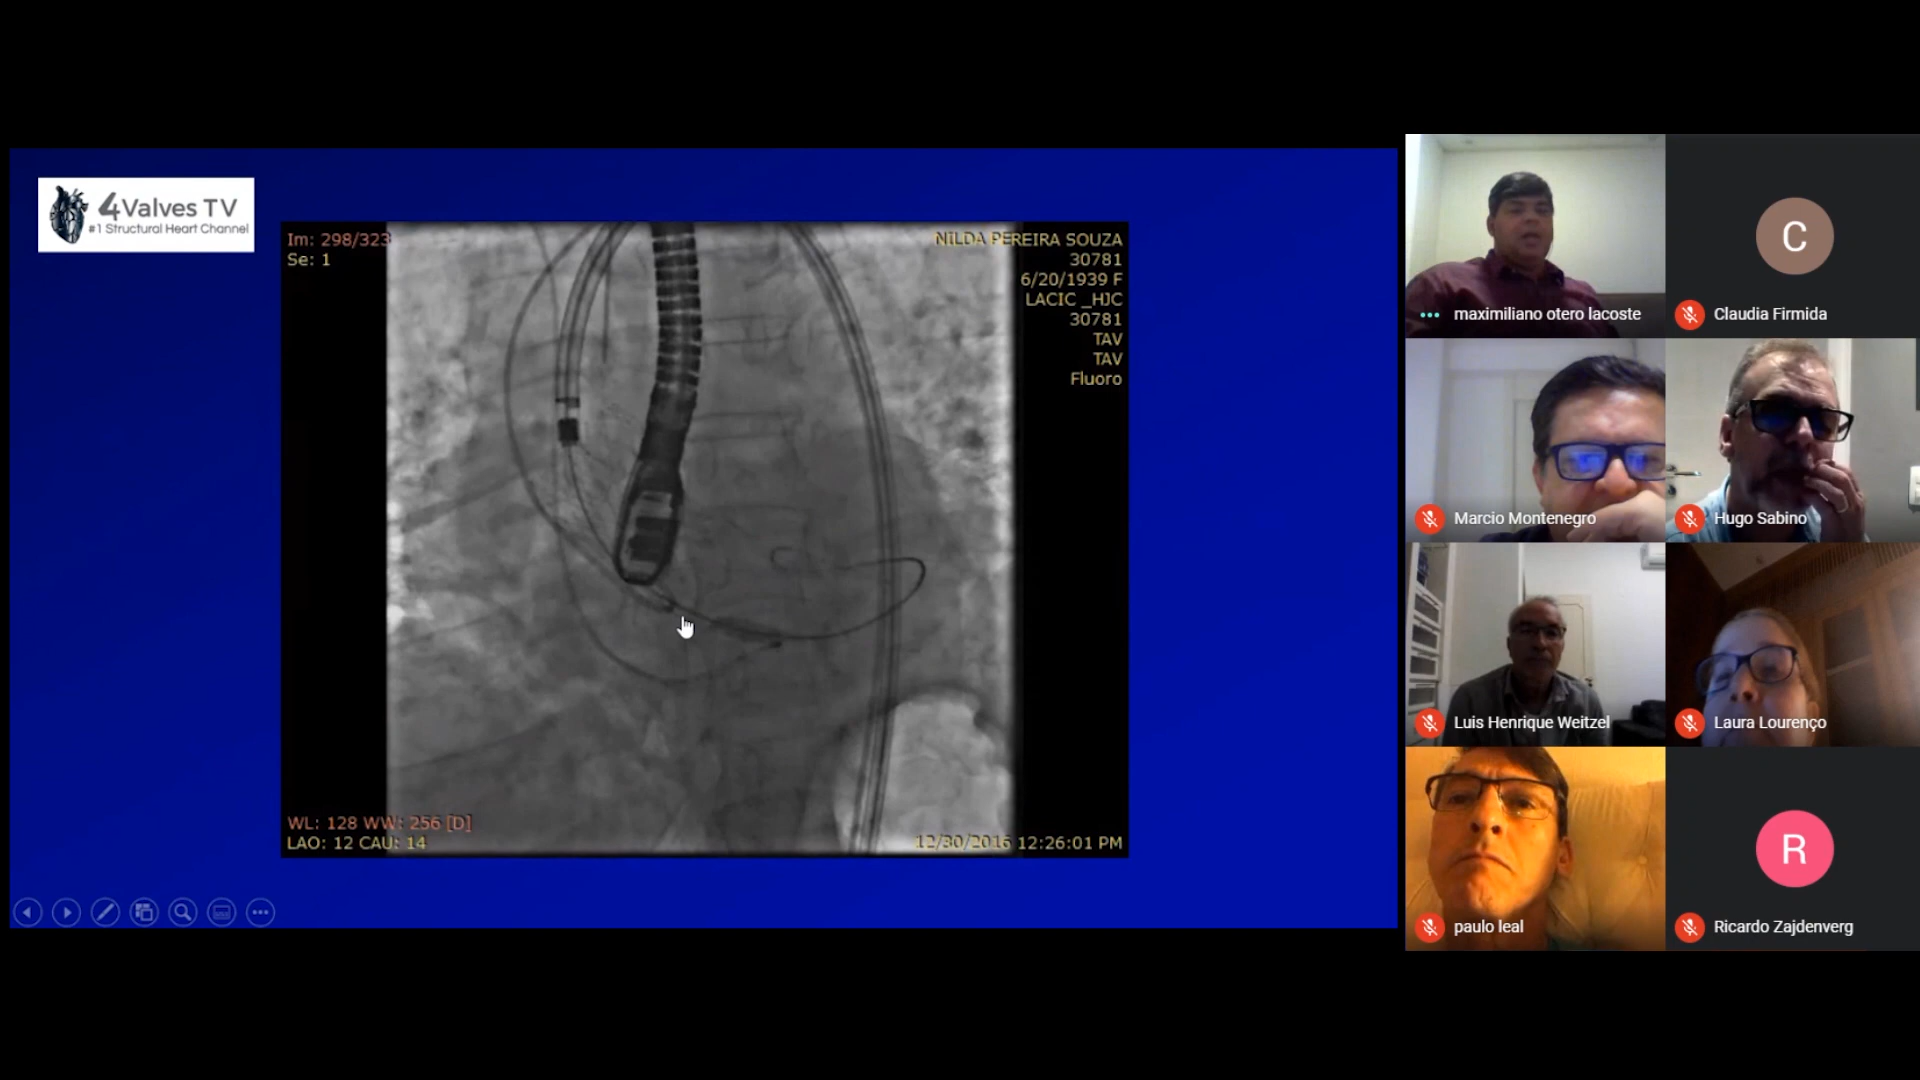 4Valves TV
#1 Structural Heart Channel
Im: 298/323
Se: 1
NILDA PEREIRA SOUZA
30781
6/20/1939 F
LACIC _HJC
30781
TAV
TAV
Fluoro
WL: 128 WW: 256 [D]
LAO: 12 CAU: 14
12/30/2016 12:26:01 PM
maximiliano otero lacoste
C
Claudia Firmida
Marcio Montenegro
Hugo Sabino
Luis Henrique Weitzel
Laura Lourenço
paulo leal
R
Ricardo Zajdenverg